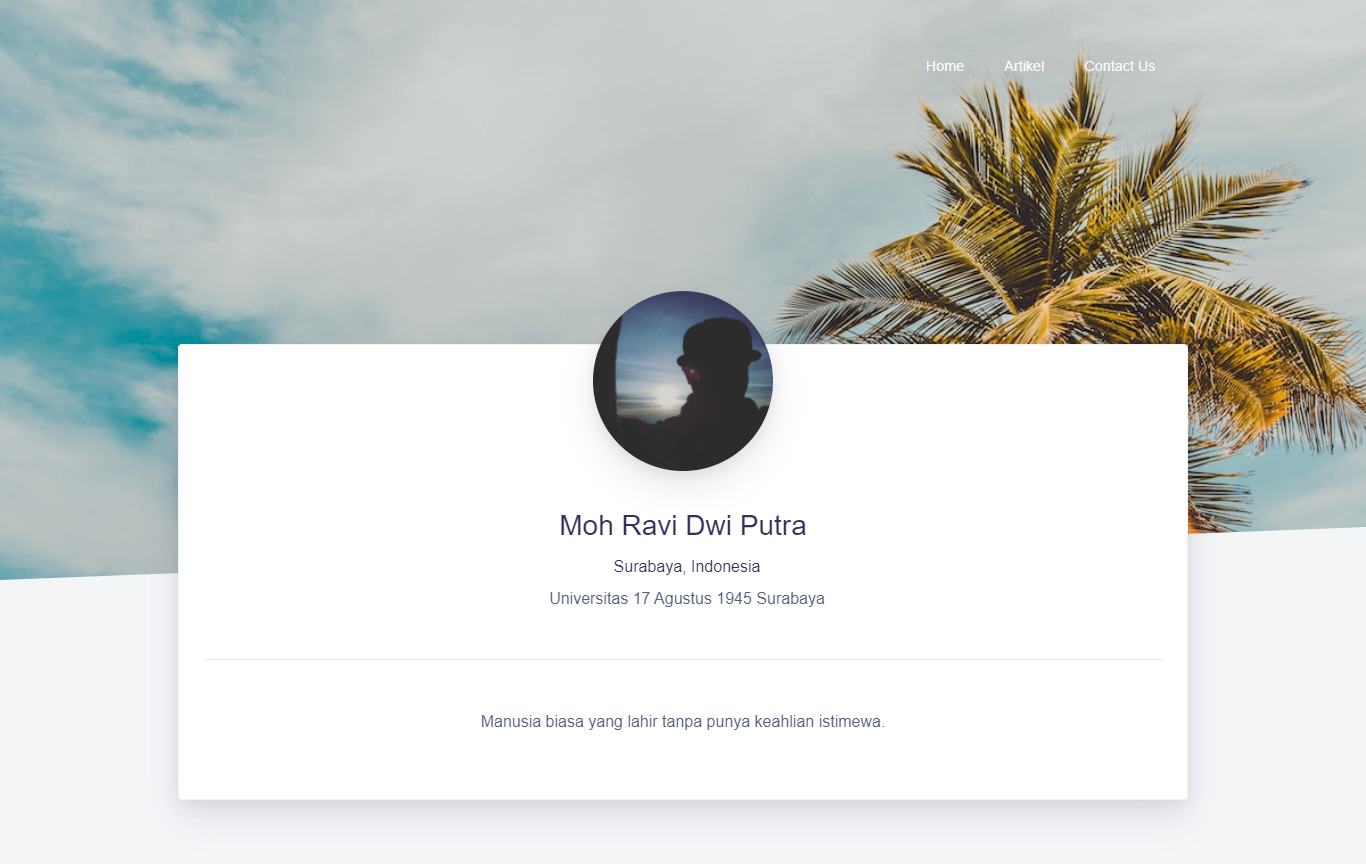 Home Artikel Contact Us
Moh Ravi Dwi Putra
Surabaya, Indonesia
Universitas 17 Agustus 1945 Surabaya
Manusia biasa yang lahir tanpa punya keahlian istimewa.